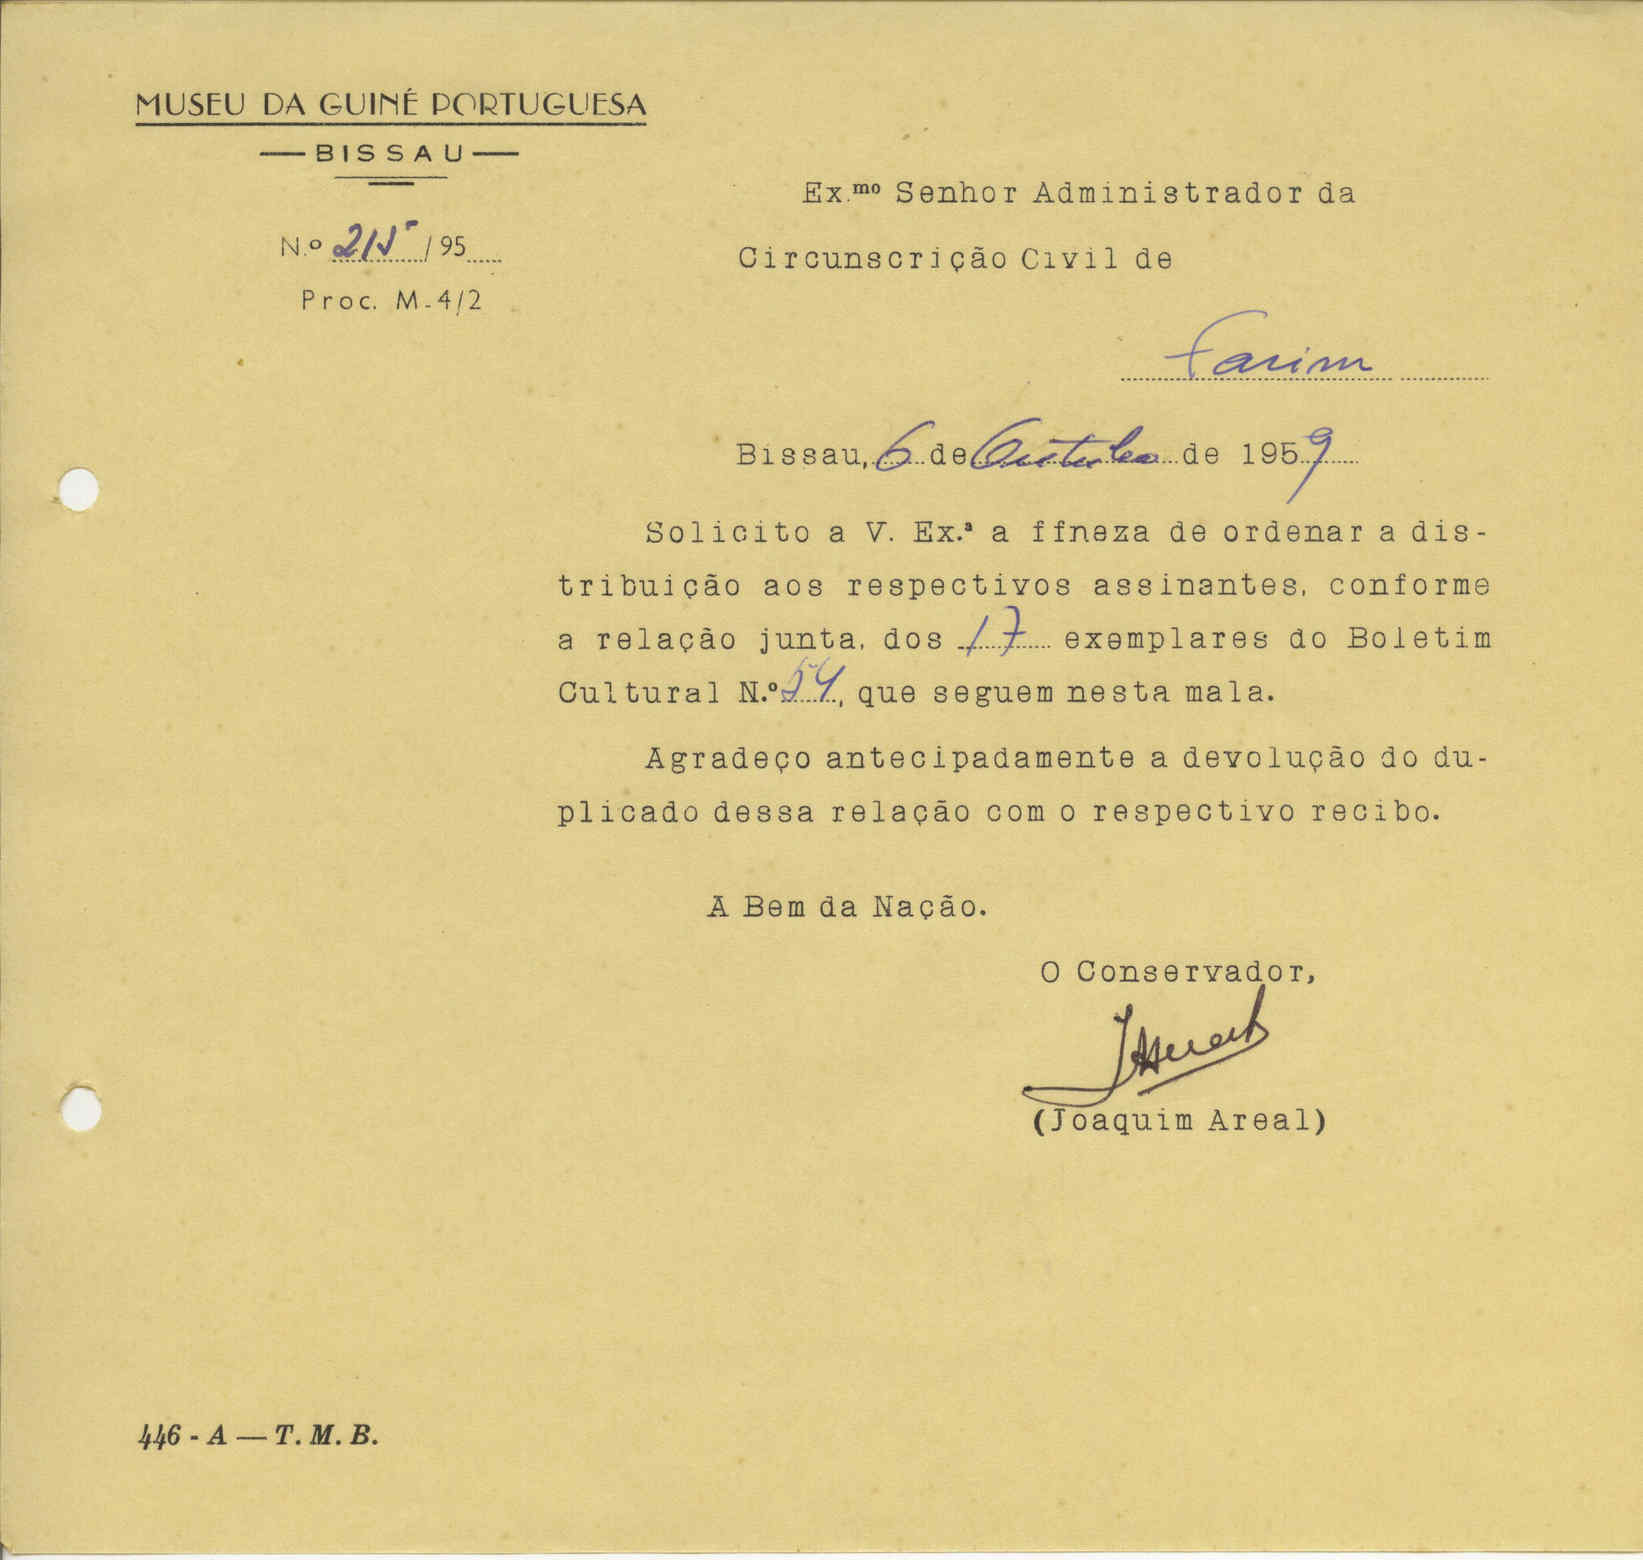 MUSEU DA GUINÉ PORTUGUESA
— BISSAU —
N.º 215 / 95
Proc. M-4/2
Ex.mo Senhor Administrador da
Circunscrição Civil de
Farim
Bissau, 6 de Outubro de 1959
Solicito a V. Ex.ª a ffneza de ordenar a dis-
tribuição aos respectivos assinantes, conforme
a relação junta, dos 17 exemplares do Boletim
Cultural N.º 54, que seguem nesta mala.
Agradeço antecipadamente a devolução do du-
plicado dessa relação com o respectivo recibo.
A Bem da Nação.
O Conservador,
(Joaquim Areal)
446 - A — T. M. B.